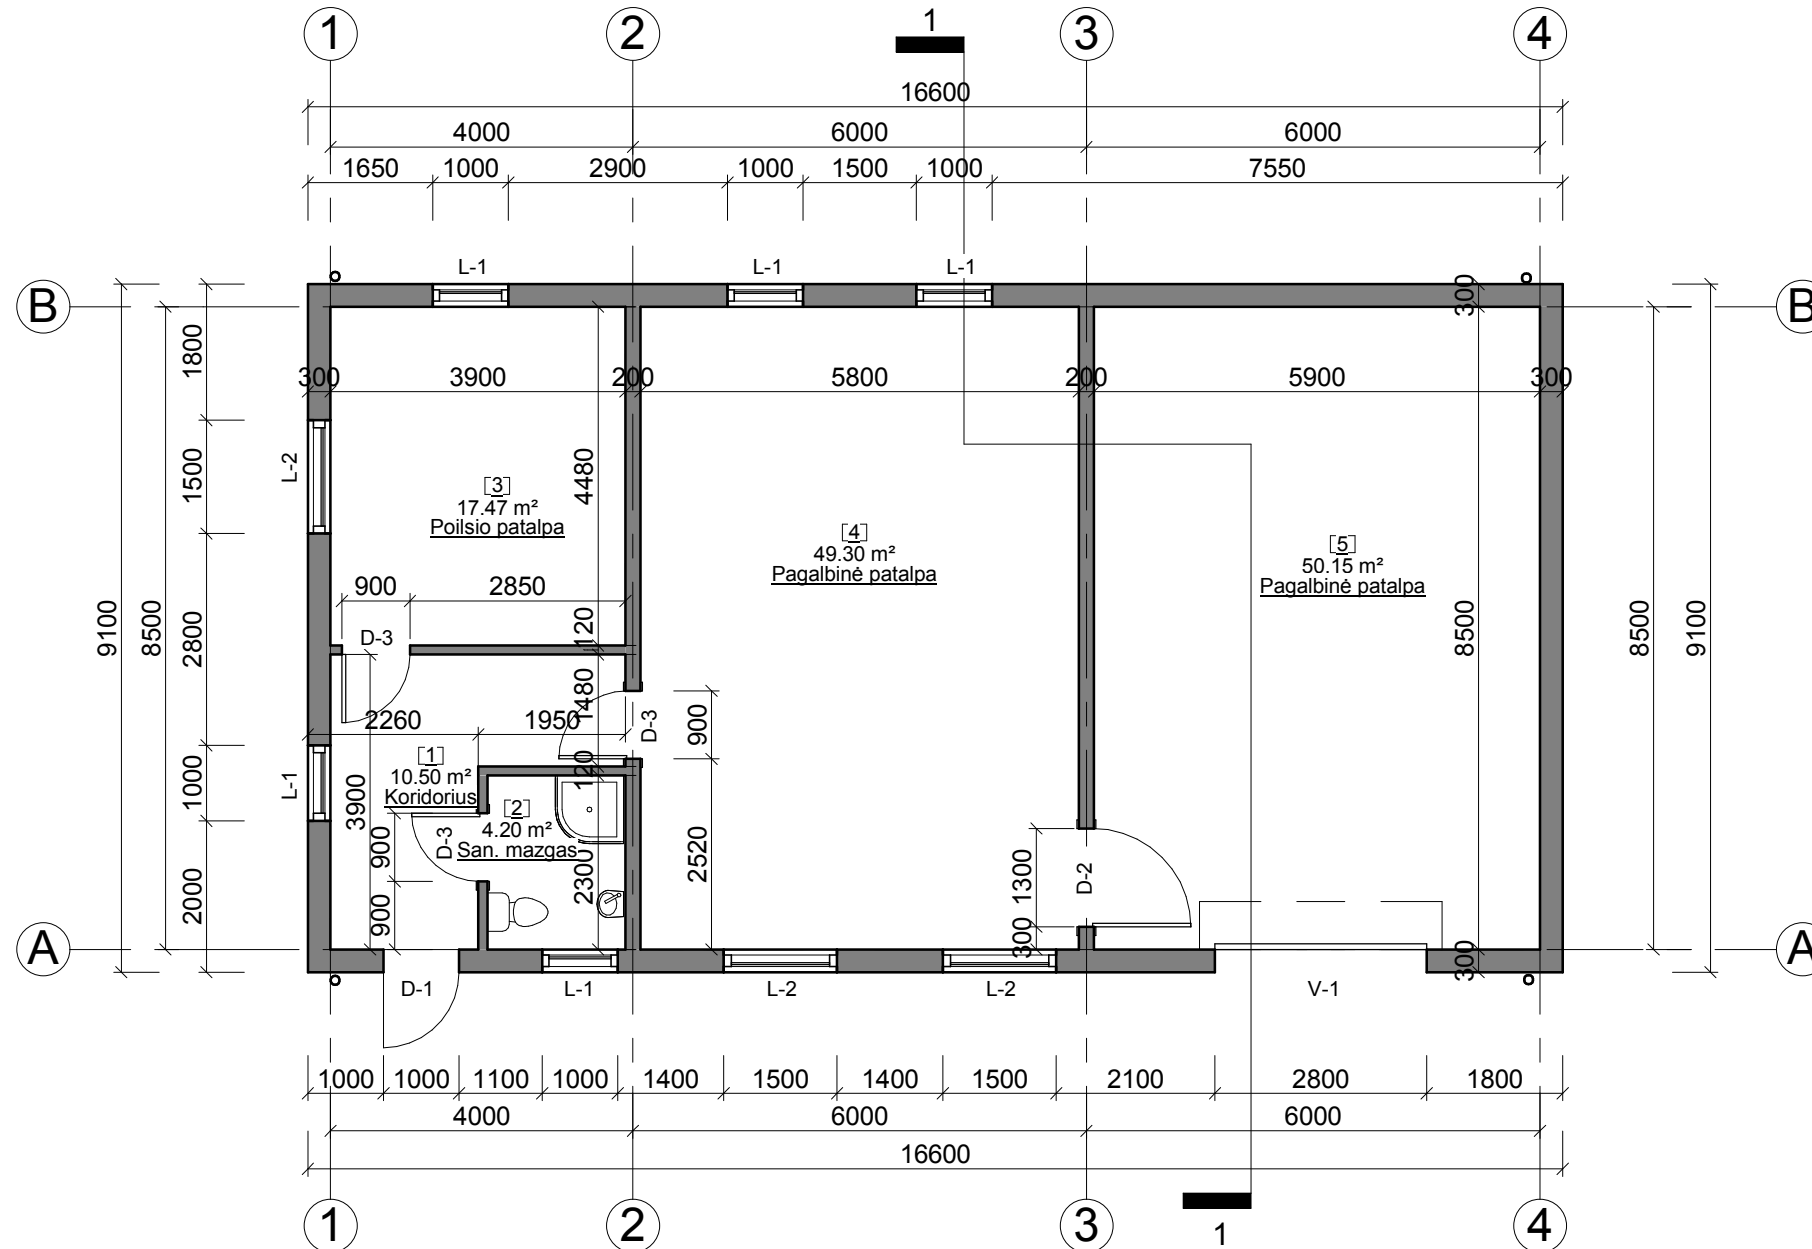 1
2
1
3
4
16600
4000
6000
6000
1650
1000
2900
1000
1500
1000
7550
L-1
L-1
L-1
B
B
300
300
3900
200
5800
200
5900
300
1800
1500
2800
1000
2000
9100
8500
L-2
L-1
4480
[3]
17.47 m²
Poilsio patalpa
[4]
49.30 m²
Pagalbinė patalpa
[5]
50.15 m²
Pagalbinė patalpa
900
2850
120
D-3
8500
8500
9100
1480
2260
1950
D-3
900
[1]
10.50 m²
Koridorius
120
3900
[2]
4.20 m²
San. mazgas
D-3
900
900
2300
2520
1300
300
D-2
A
A
300
D-1
L-1
L-2
L-2
V-1
1000
1000
1100
1000
1400
1500
1400
1500
2100
2800
1800
4000
6000
6000
16600
1
2
3
1
4